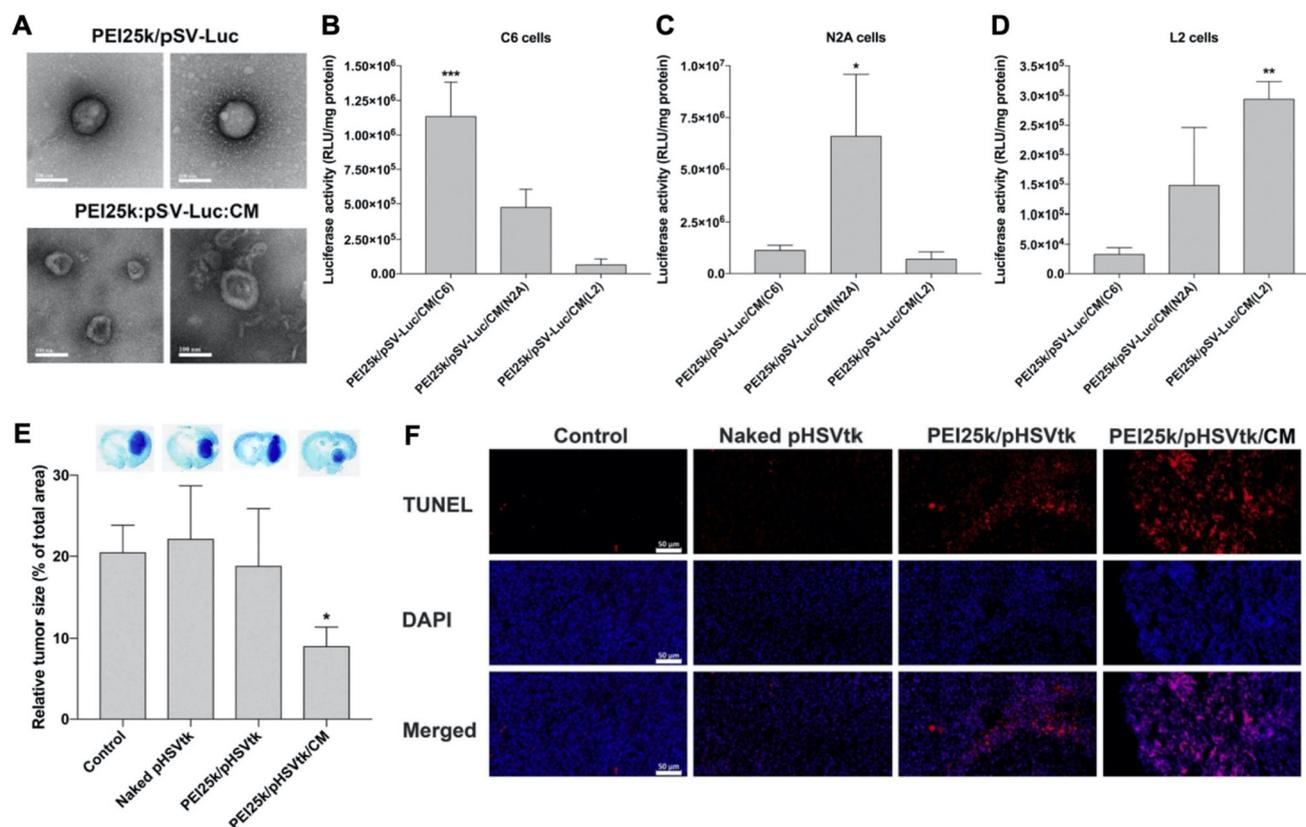 A
PEI25k/pSV-Luc
100 nm
PEI25k:pSV-Luc:CM
100 nm
100 nm
B
C6 cells
Luciferase activity (RLU/mg protein)
1.50×10⁶
***
1.25×10⁶
1.00×10⁶
7.50×10⁵
5.00×10⁵
2.50×10⁵
0.00
PEI25k/pSV-Luc/CM(C6)
PEI25k/pSV-Luc/CM(N2A)
PEI25k/pSV-Luc/CM(L2)
C
N2A cells
Luciferase activity (RLU/mg protein)
1.0×10⁷
*
7.5×10⁶
5.0×10⁶
2.5×10⁶
0.0
PEI25k/pSV-Luc/CM(C6)
PEI25k/pSV-Luc/CM(N2A)
PEI25k/pSV-Luc/CM(L2)
D
L2 cells
Luciferase activity (RLU/mg protein)
3.5×10⁵
**
3.0×10⁵
2.5×10⁵
2.0×10⁵
1.5×10⁵
1.0×10⁵
5.0×10⁴
0.0
PEI25k/pSV-Luc/CM(C6)
PEI25k/pSV-Luc/CM(N2A)
PEI25k/pSV-Luc/CM(L2)
E
Relative tumor size (% of total area)
30
20
10
*
0
Control
Naked pHSVtk
PEI25k/pHSVtk
PEI25k/pHSVtk/CM
F
Control Naked pHSVtk PEI25k/pHSVtk PEI25k/pHSVtk/CM
TUNEL
50 µm
DAPI
50 µm
Merged
50 µm